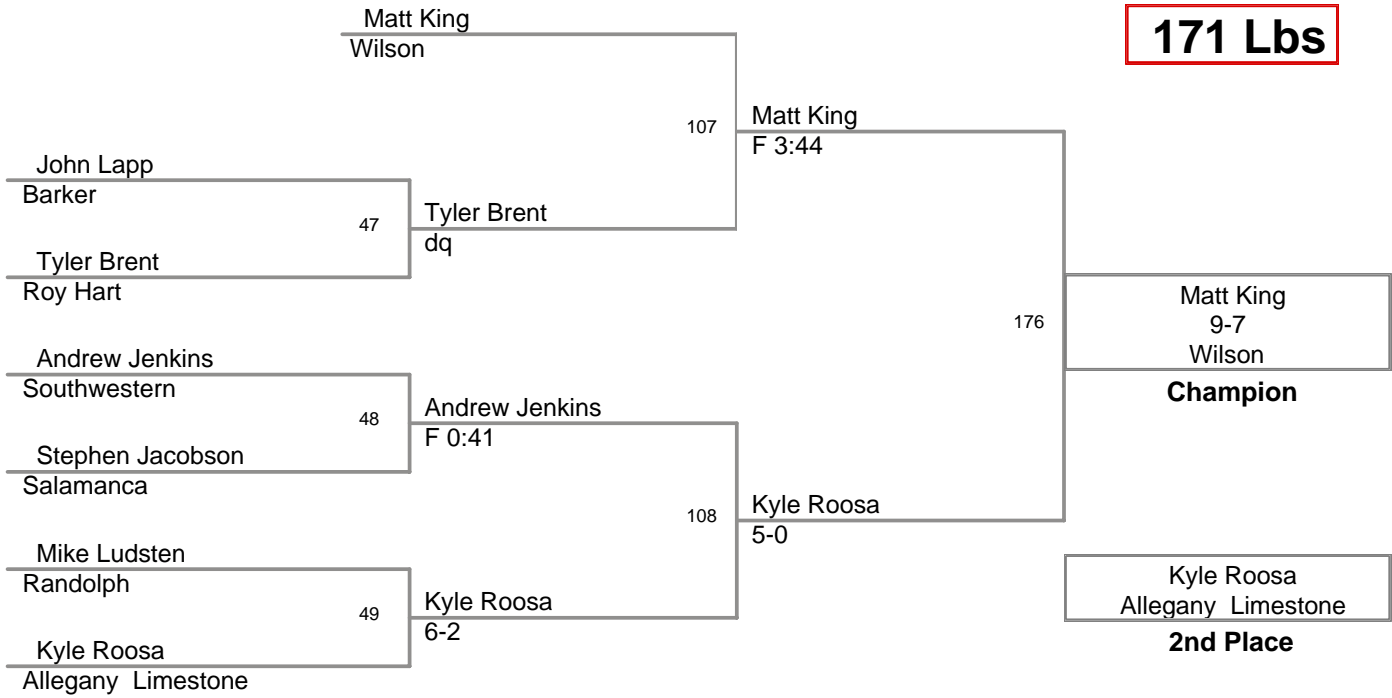 Matt King
Wilson
171 Lbs
107
Matt King
F 3:44
John Lapp
Barker
47
Tyler Brent
dq
Tyler Brent
Roy Hart
176
Matt King
9-7
Wilson
Champion
Andrew Jenkins
Southwestern
48
Andrew Jenkins
F 0:41
Stephen Jacobson
Salamanca
108
Kyle Roosa
5-0
Mike Ludsten
Randolph
49
Kyle Roosa
6-2
Kyle Roosa
Allegany Limestone
Kyle Roosa
Allegany Limestone
2nd Place